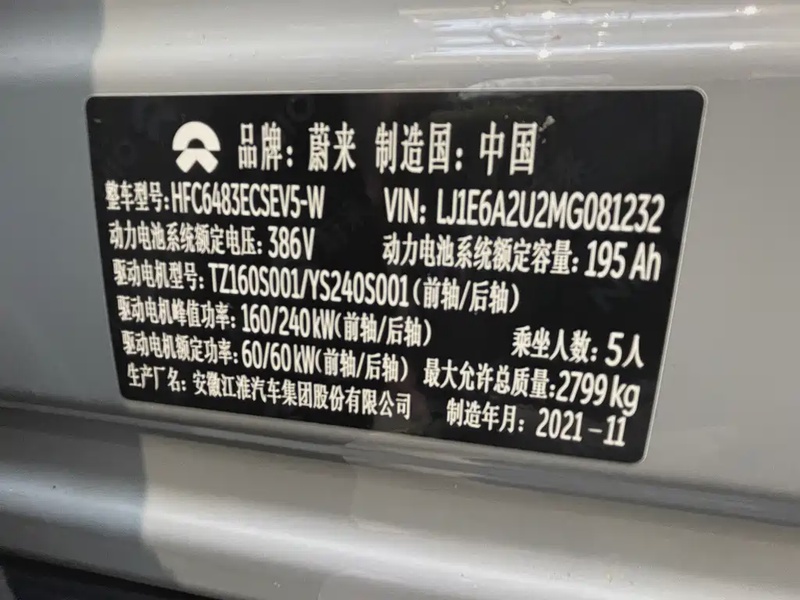 品牌：蔚来 制造国：中国
整车型号：HFC6483ECSEV5-W VIN：LJ1E6A2U2MG081232
动力电池系统额定电压：386V 动力电池系统额定容量：195 Ah
驱动电机型号：TZ160S001/YS240S001（前轴/后轴）
驱动电机峰值功率：160/240kW（前轴/后轴） 乘坐人数：5人
驱动电机额定功率：60/60kW（前轴/后轴） 最大允许总质量：2799kg
生产厂名：安徽江淮汽车集团股份有限公司 制造年月：2021-11